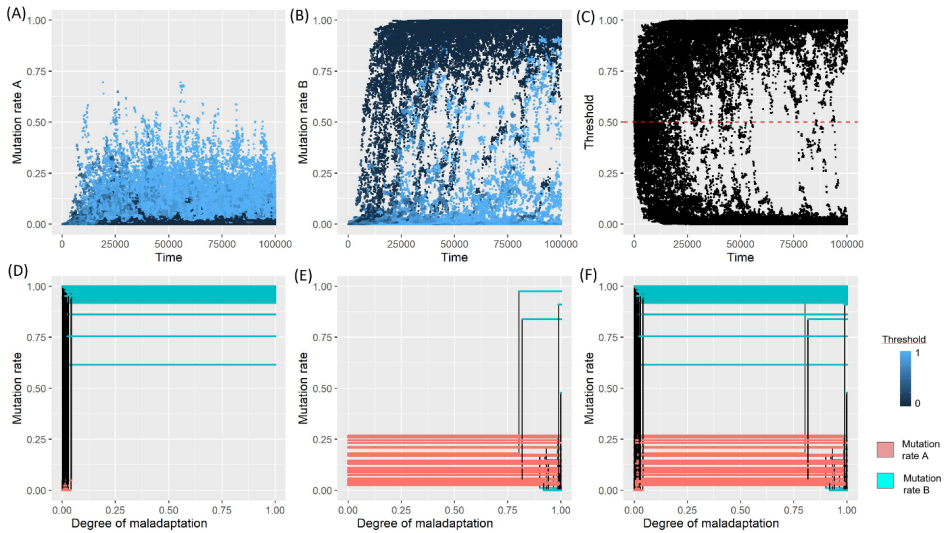 (A)
Mutation rate A
1.00
0.75
0.50
0.25
0.00
0
25000
50000
75000
100000
Time
(B)
Mutation rate B
1.00
0.75
0.50
0.25
0.00
0
25000
50000
75000
100000
Time
(C)
Threshold
1.00
0.75
0.50
0.25
0.00
0
25000
50000
75000
100000
Time
(D)
Mutation rate
1.00
0.75
0.50
0.25
0.00
0.00
0.25
0.50
0.75
1.00
Degree of maladaptation
(E)
Mutation rate
1.00
0.75
0.50
0.25
0.00
0.00
0.25
0.50
0.75
1.00
Degree of maladaptation
(F)
Mutation rate
1.00
0.75
0.50
0.25
0.00
0.00
0.25
0.50
0.75
1.00
Degree of maladaptation
Threshold
1
0
Mutation
rate A
Mutation
rate B